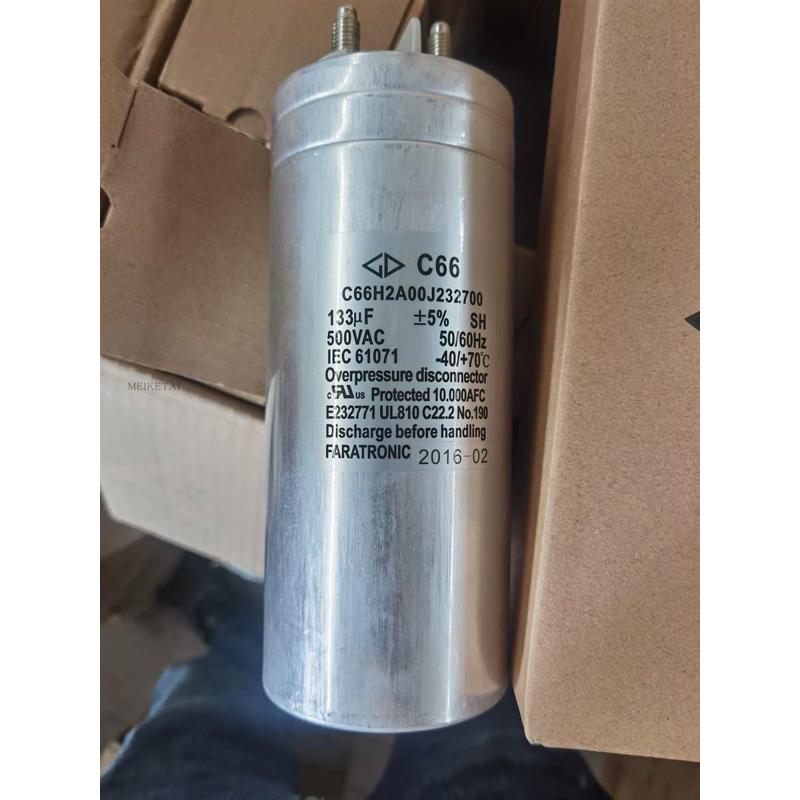 C66
C66H2A00J232700
133µF ±5% SH
500VAC 50/60Hz
IEC 61071 -40/+70℃
Overpressure disconnector
cURus Protected 10.000AFC
E232771 UL810 C22.2 No.190
Discharge before handling
FARATRONIC 2016-02
MEIKETAI